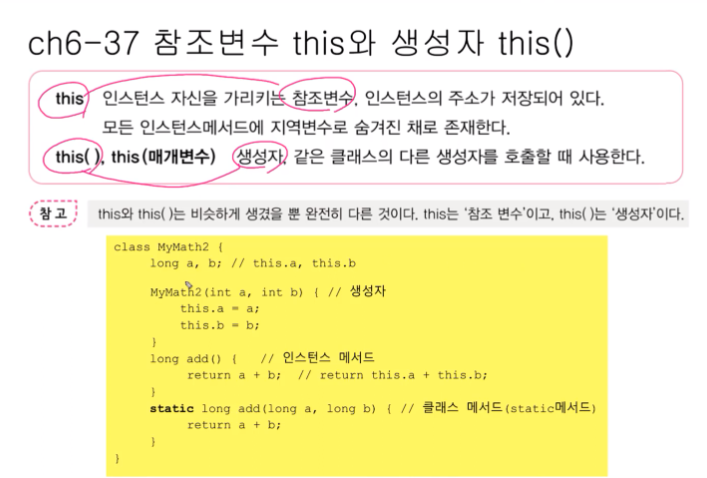 ch6-37 참조변수 this와 생성자 this()
this 인스턴스 자신을 가리키는 참조변수, 인스턴스의 주소가 저장되어 있다.
모든 인스턴스메서드에 지역변수로 숨겨진 채로 존재한다.
this( ), this(매개변수) 생성자, 같은 클래스의 다른 생성자를 호출할 때 사용한다.
참고 this와 this( )는 비슷하게 생겼을 뿐 완전히 다른 것이다. this는 ‘참조 변수’이고, this( )는 ‘생성자’이다.
class MyMath2 {
long a, b; // this.a, this.b
MyMath2(int a, int b) { // 생성자
this.a = a;
this.b = b;
}
long add() { // 인스턴스 메서드
return a + b; // return this.a + this.b;
}
static long add(long a, long b) { // 클래스 메서드(static메서드)
return a + b;
}
}